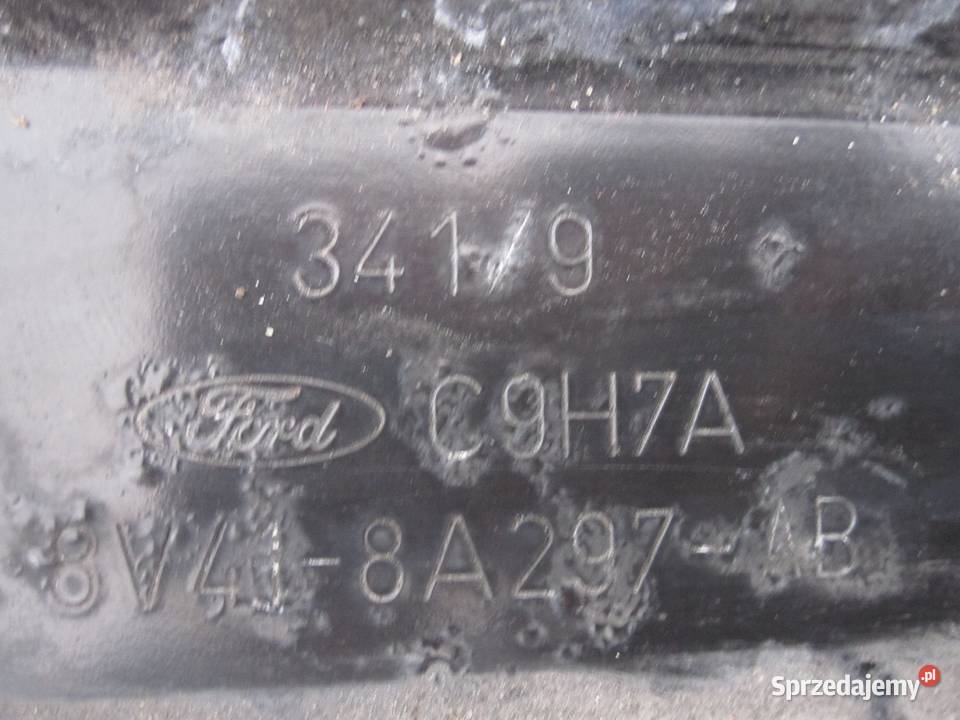 341/9
Ford C9H7A
8V41-8A297-AB
Sprzedajemy.pl